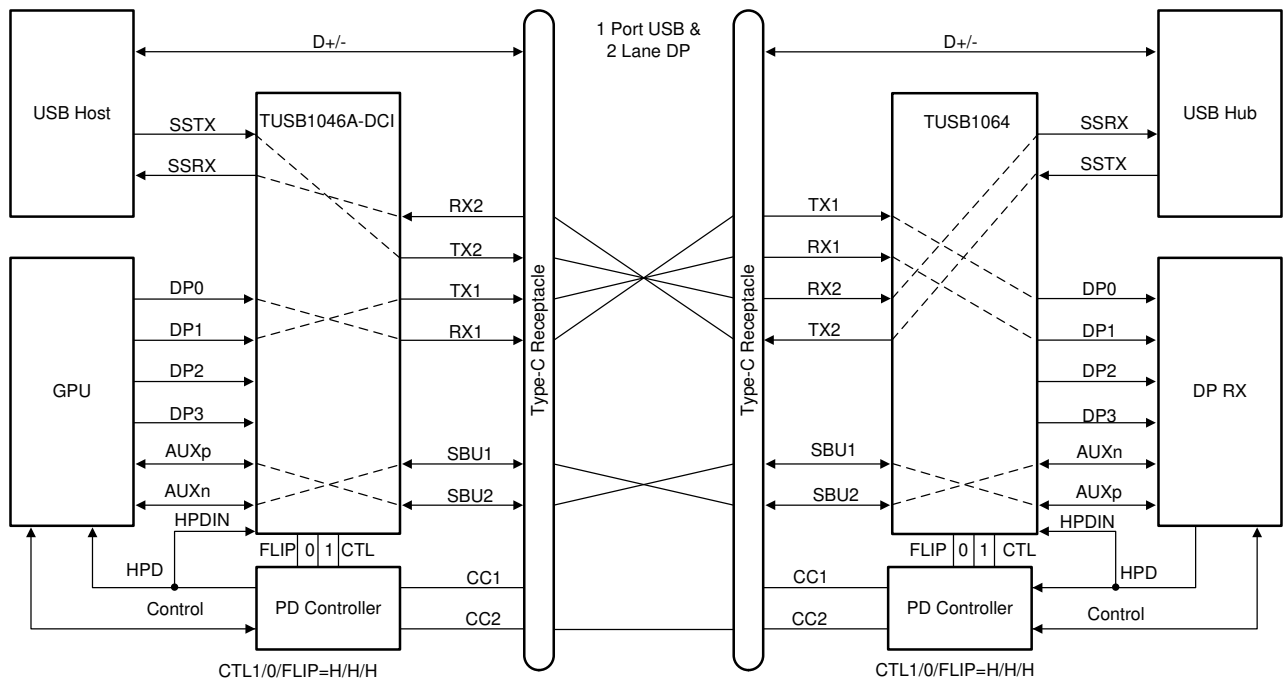 1 Port USB &
2 Lane DP
D+/-
D+/-
USB Host
USB Hub
TUSB1046A-DCI
TUSB1064
SSTX
SSRX
SSRX
SSTX
RX2
TX2
TX1
RX1
TX1
RX1
RX2
TX2
Type-C Receptacle
Type-C Receptacle
GPU
DP RX
DP0
DP1
DP2
DP3
AUXp
AUXn
HPDIN
DP0
DP1
DP2
DP3
AUXn
AUXp
HPDIN
SBU1
SBU2
SBU1
SBU2
FLIP 0 1 CTL
FLIP 0 1 CTL
HPD
HPD
Control
Control
PD Controller
PD Controller
CC1
CC2
CC1
CC2
CTL1/0/FLIP=H/H/H
CTL1/0/FLIP=H/H/H